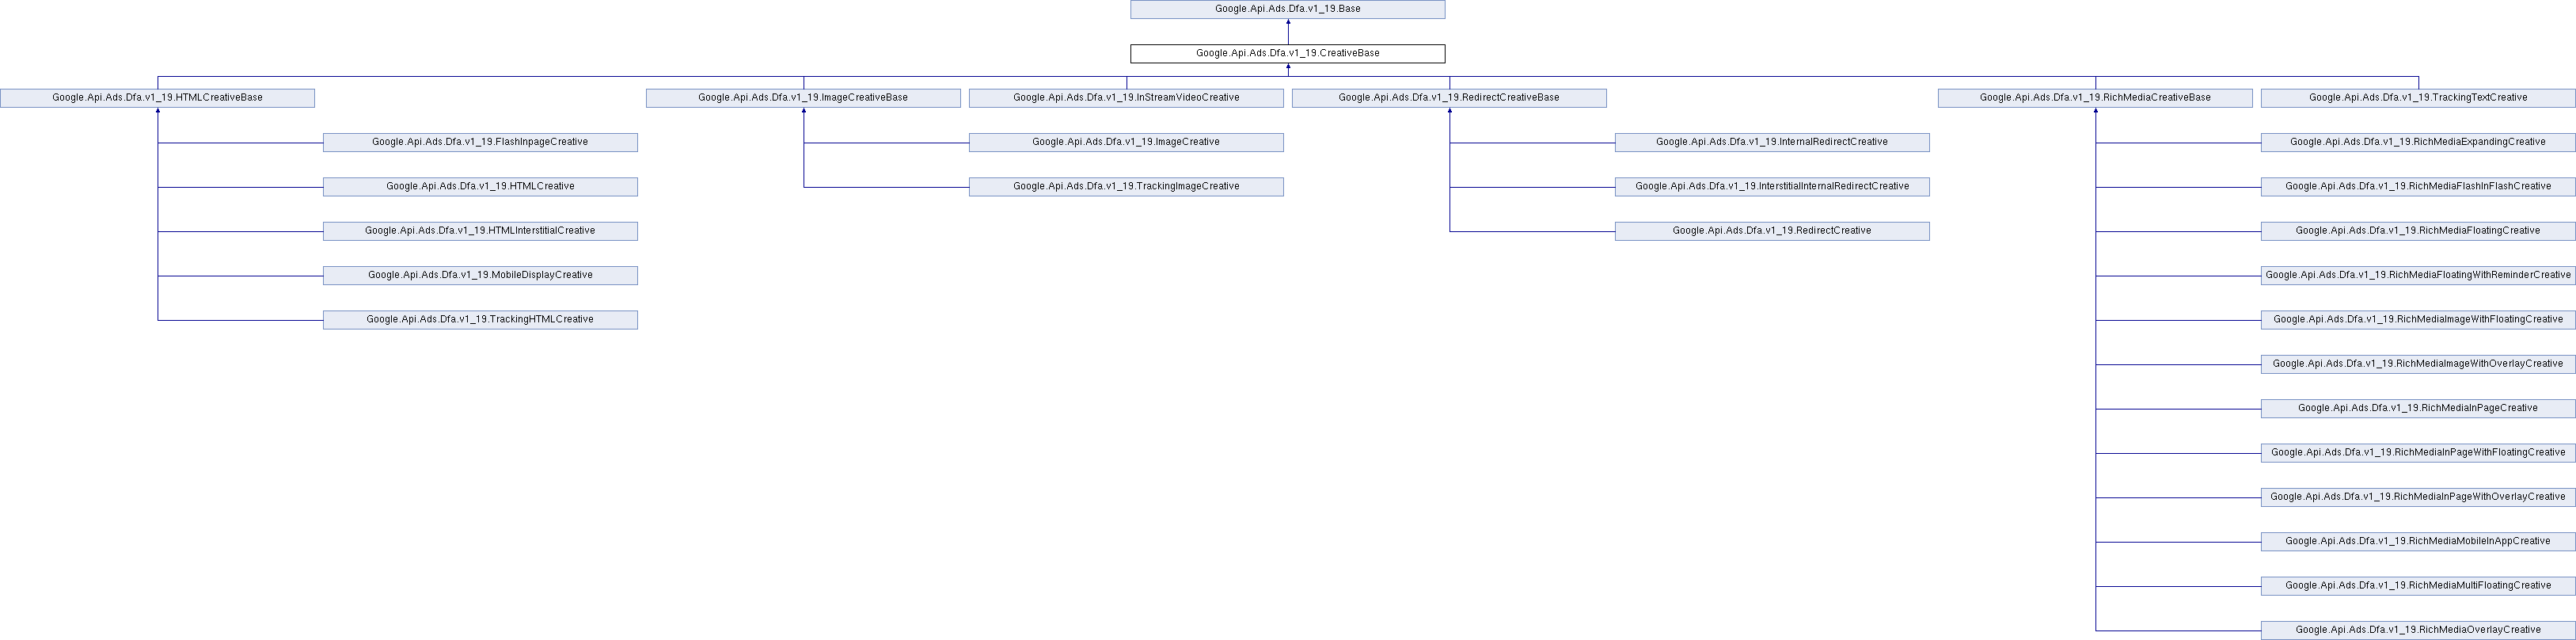 Google.Api.Ads.Dfa.v1_19.Base
Google.Api.Ads.Dfa.v1_19.CreativeBase
Google.Api.Ads.Dfa.v1_19.HTMLCreativeBase
Google.Api.Ads.Dfa.v1_19.ImageCreativeBase
Google.Api.Ads.Dfa.v1_19.InStreamVideoCreative
Google.Api.Ads.Dfa.v1_19.RedirectCreativeBase
Google.Api.Ads.Dfa.v1_19.RichMediaCreativeBase
Google.Api.Ads.Dfa.v1_19.TrackingTextCreative
Google.Api.Ads.Dfa.v1_19.FlashInpageCreative
Google.Api.Ads.Dfa.v1_19.ImageCreative
Google.Api.Ads.Dfa.v1_19.InternalRedirectCreative
Google.Api.Ads.Dfa.v1_19.RichMediaExpandingCreative
Google.Api.Ads.Dfa.v1_19.HTMLCreative
Google.Api.Ads.Dfa.v1_19.TrackingImageCreative
Google.Api.Ads.Dfa.v1_19.InterstitialInternalRedirectCreative
Google.Api.Ads.Dfa.v1_19.RichMediaFlashInFlashCreative
Google.Api.Ads.Dfa.v1_19.HTMLInterstitialCreative
Google.Api.Ads.Dfa.v1_19.RedirectCreative
Google.Api.Ads.Dfa.v1_19.RichMediaFloatingCreative
Google.Api.Ads.Dfa.v1_19.MobileDisplayCreative
Google.Api.Ads.Dfa.v1_19.RichMediaFloatingWithReminderCreative
Google.Api.Ads.Dfa.v1_19.TrackingHTMLCreative
Google.Api.Ads.Dfa.v1_19.RichMediaImageWithFloatingCreative
Google.Api.Ads.Dfa.v1_19.RichMediaImageWithOverlayCreative
Google.Api.Ads.Dfa.v1_19.RichMediaInPageCreative
Google.Api.Ads.Dfa.v1_19.RichMediaInPageWithFloatingCreative
Google.Api.Ads.Dfa.v1_19.RichMediaInPageWithOverlayCreative
Google.Api.Ads.Dfa.v1_19.RichMediaMobileInAppCreative
Google.Api.Ads.Dfa.v1_19.RichMediaMultiFloatingCreative
Google.Api.Ads.Dfa.v1_19.RichMediaOverlayCreative